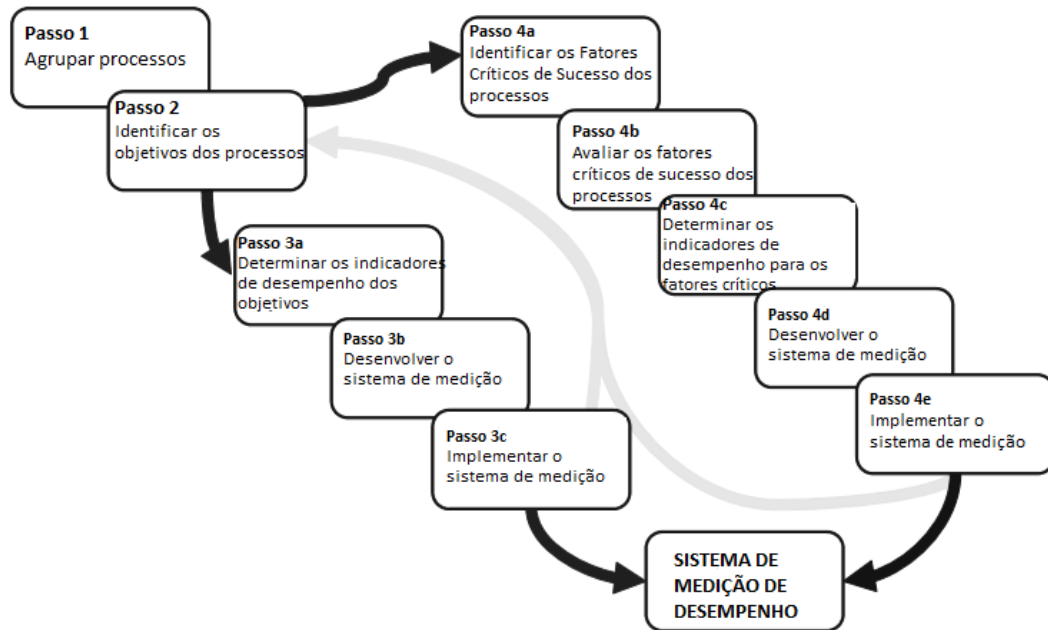 Passo 1
Agrupar processos
Passo 2
Identificar os
objetivos dos processos
Passo 3a
Determinar os indicadores
de desempenho dos
objetivos
Passo 3b
Desenvolver o
sistema de medição
Passo 3c
Implementar o
sistema de medição
Passo 4a
Identificar os Fatores
Críticos de Sucesso dos
processos
Passo 4b
Avaliar os fatores
críticos de sucesso dos
processos
Passo 4c
Determinar os
indicadores de
desempenho para os
fatores críticos
Passo 4d
Desenvolver o
sistema de medição
Passo 4e
Implementar o
sistema de medição
SISTEMA DE
MEDIÇÃO DE
DESEMPENHO